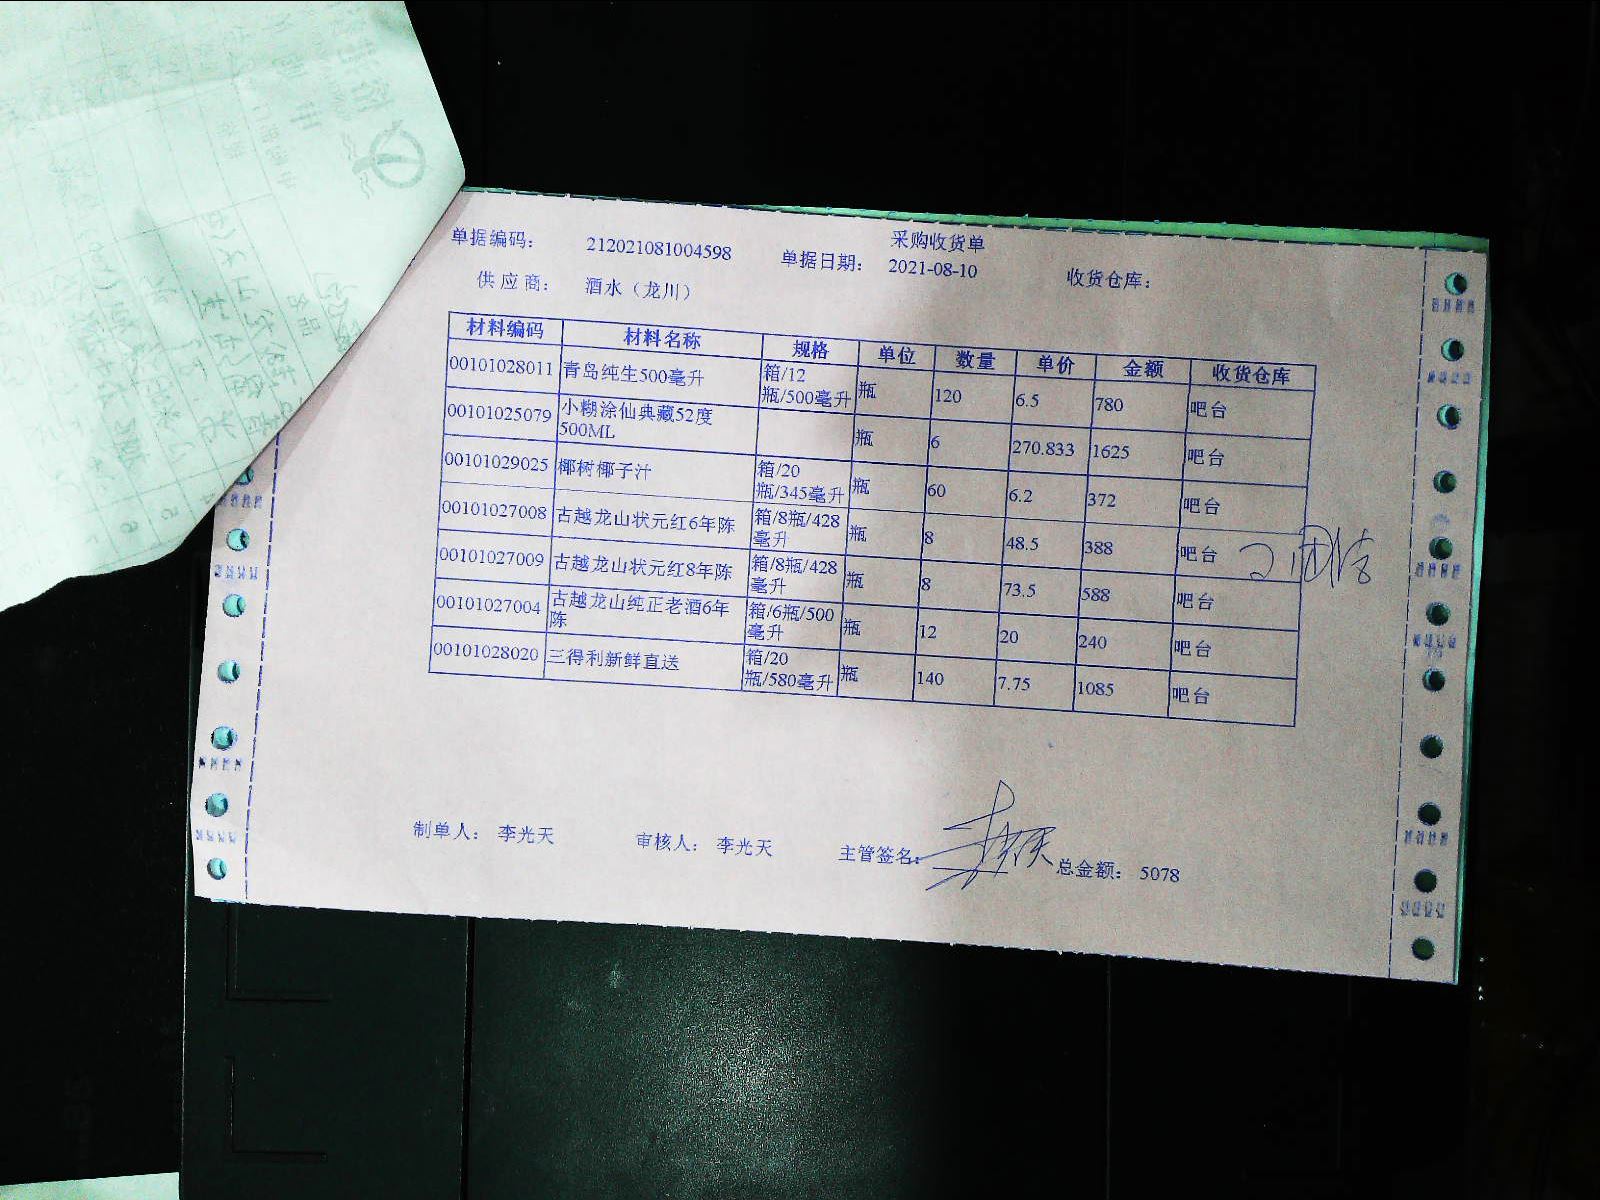 采购收货单
单据编码： 212021081004598 单据日期： 2021-08-10 收货仓库：
供 应 商： 酒水（龙川）
材料编码 材料名称 规格 单位 数量 单价 金额 收货仓库
00101028011 青岛纯生500毫升 箱/12瓶/500毫升 瓶 120 6.5 780 吧台
00101025079 小糊涂仙典藏52度500ML 瓶 6 270.833 1625 吧台
00101029025 椰树椰子汁 箱/20瓶/345毫升 瓶 60 6.2 372 吧台
00101027008 古越龙山状元红6年陈 箱/8瓶/428毫升 瓶 8 48.5 388 吧台
00101027009 古越龙山状元红8年陈 箱/8瓶/428毫升 瓶 8 73.5 588 吧台
00101027004 古越龙山纯正老酒6年陈 箱/6瓶/500毫升 瓶 12 20 240 吧台
00101028020 三得利新鲜直送 箱/20瓶/580毫升 瓶 140 7.75 1085 吧台
制单人： 李光天 审核人： 李光天 主管签名： 总金额： 5078